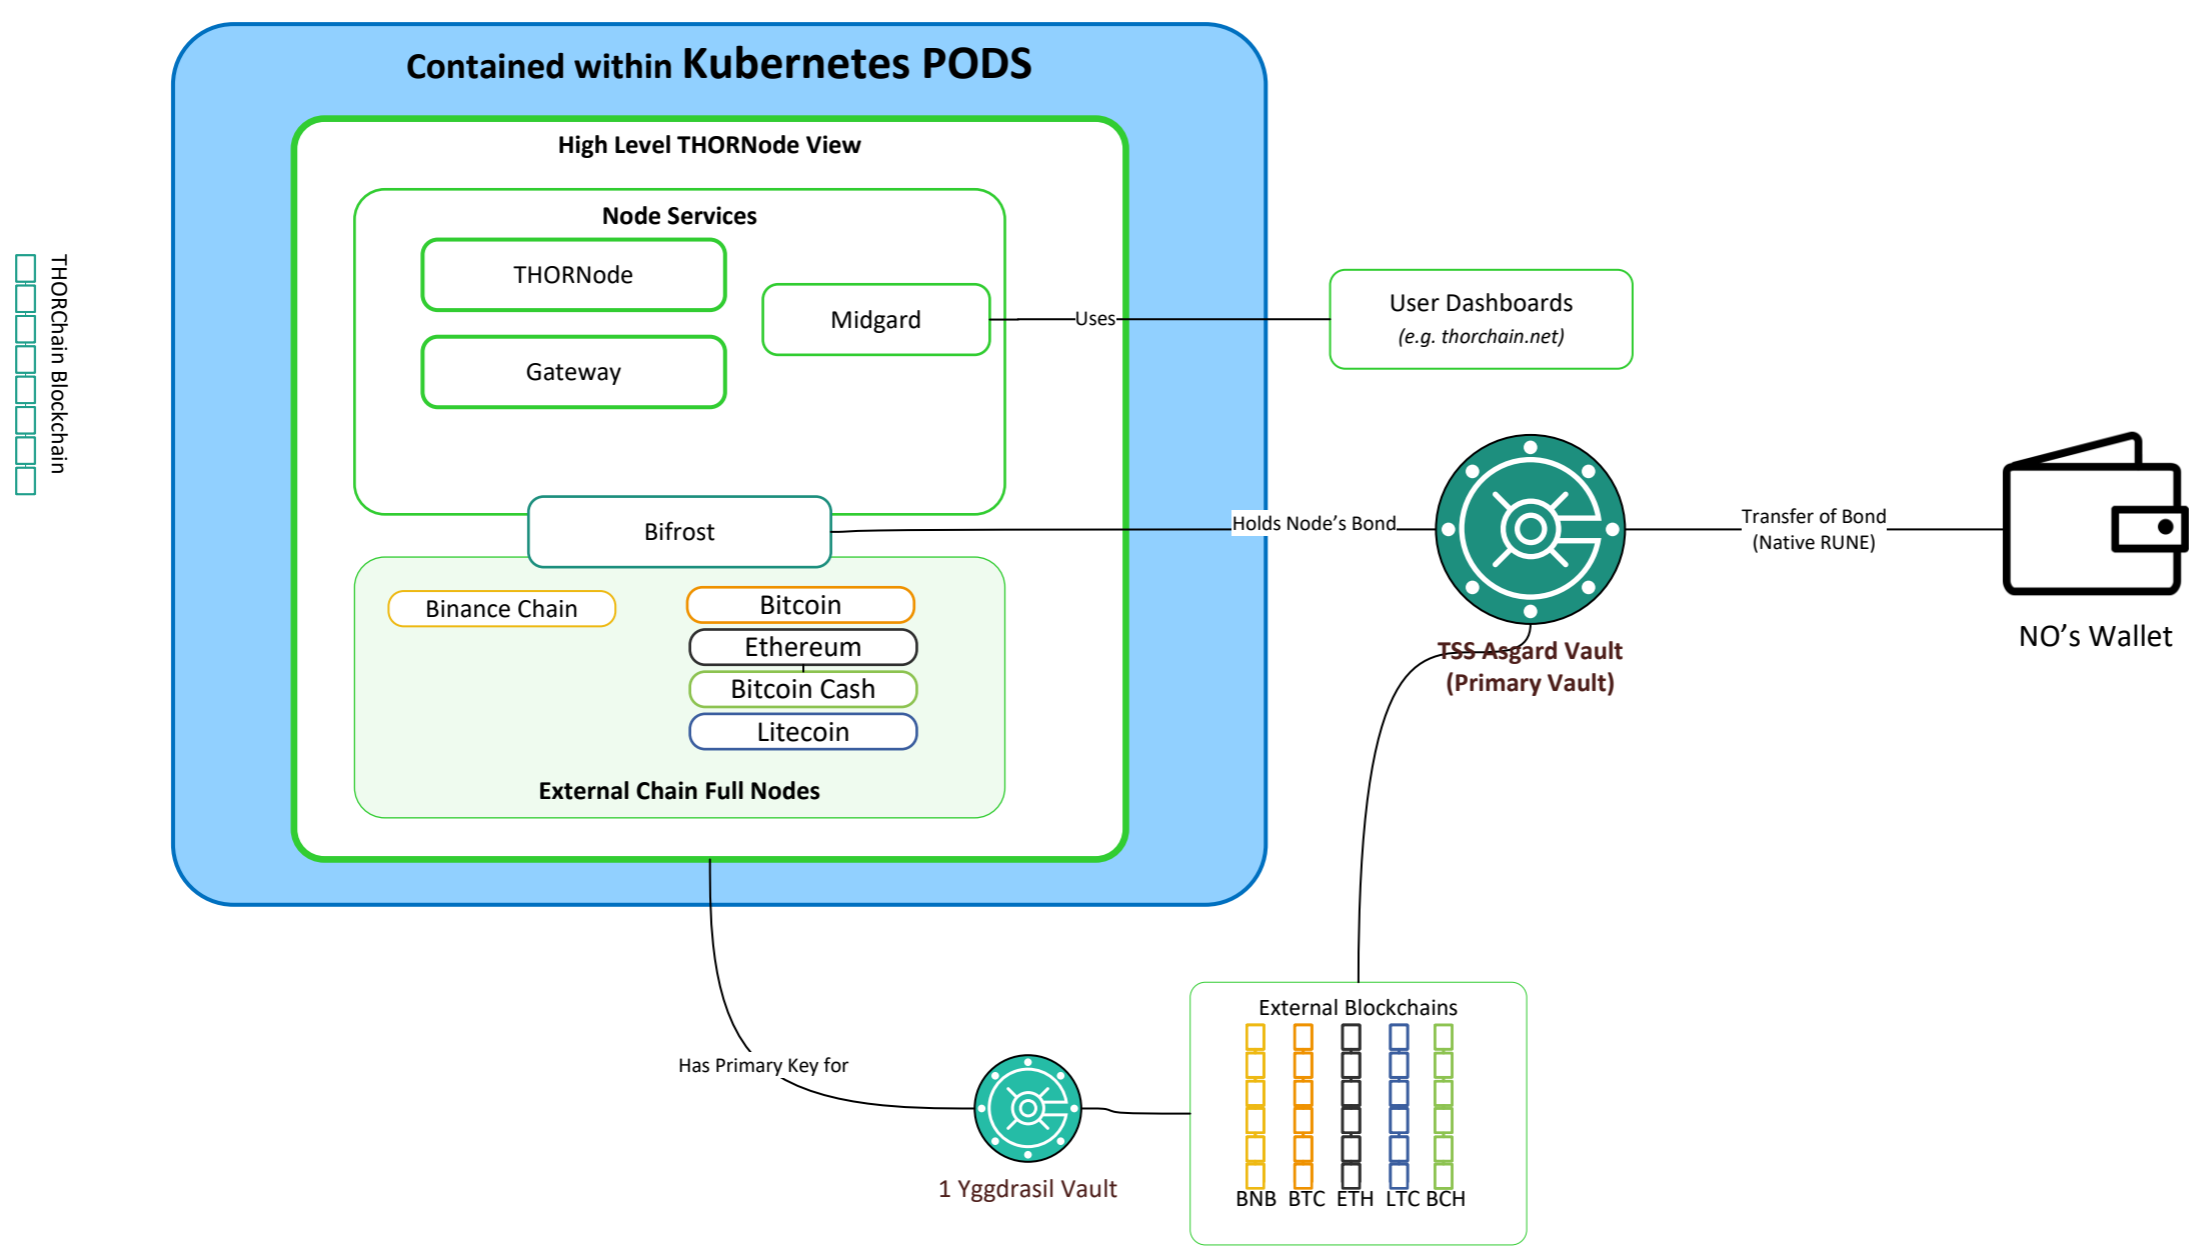 Contained within Kubernetes PODS
High Level THORNode View
Node Services
THORNode
Midgard
Gateway
Uses
User Dashboards
(e.g. thorchain.net)
THORChain Blockchain
Bifrost
Holds Node’s Bond
Transfer of Bond
(Native RUNE)
NO’s Wallet
TSS Asgard Vault
(Primary Vault)
Binance Chain
Bitcoin
Ethereum
Bitcoin Cash
Litecoin
External Chain Full Nodes
Has Primary Key for
1 Yggdrasil Vault
External Blockchains
BNB BTC ETH LTC BCH